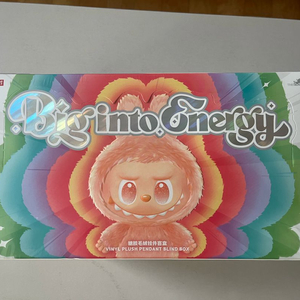 Big into Energy
搪胶毛绒挂件盲盒
VINYL PLUSH PENDANT BLIND BOX